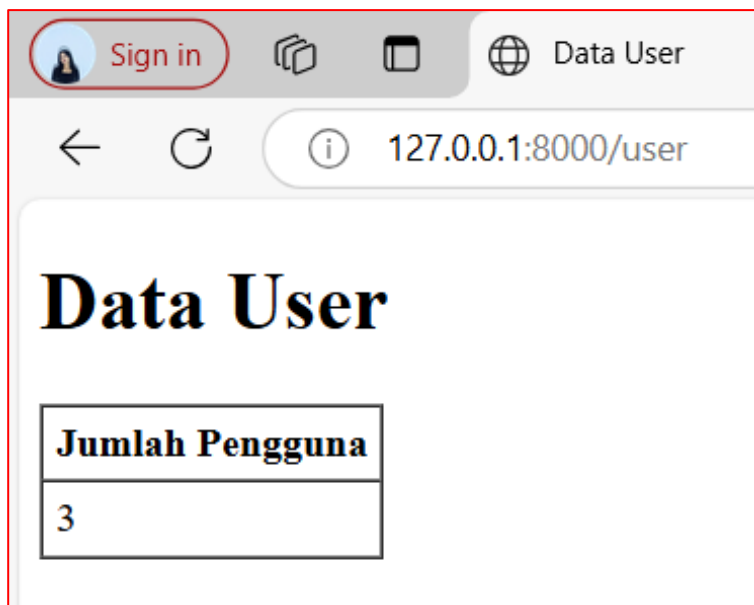 Sign in
Data User
127.0.0.1:8000/user
Data User
Jumlah Pengguna
3